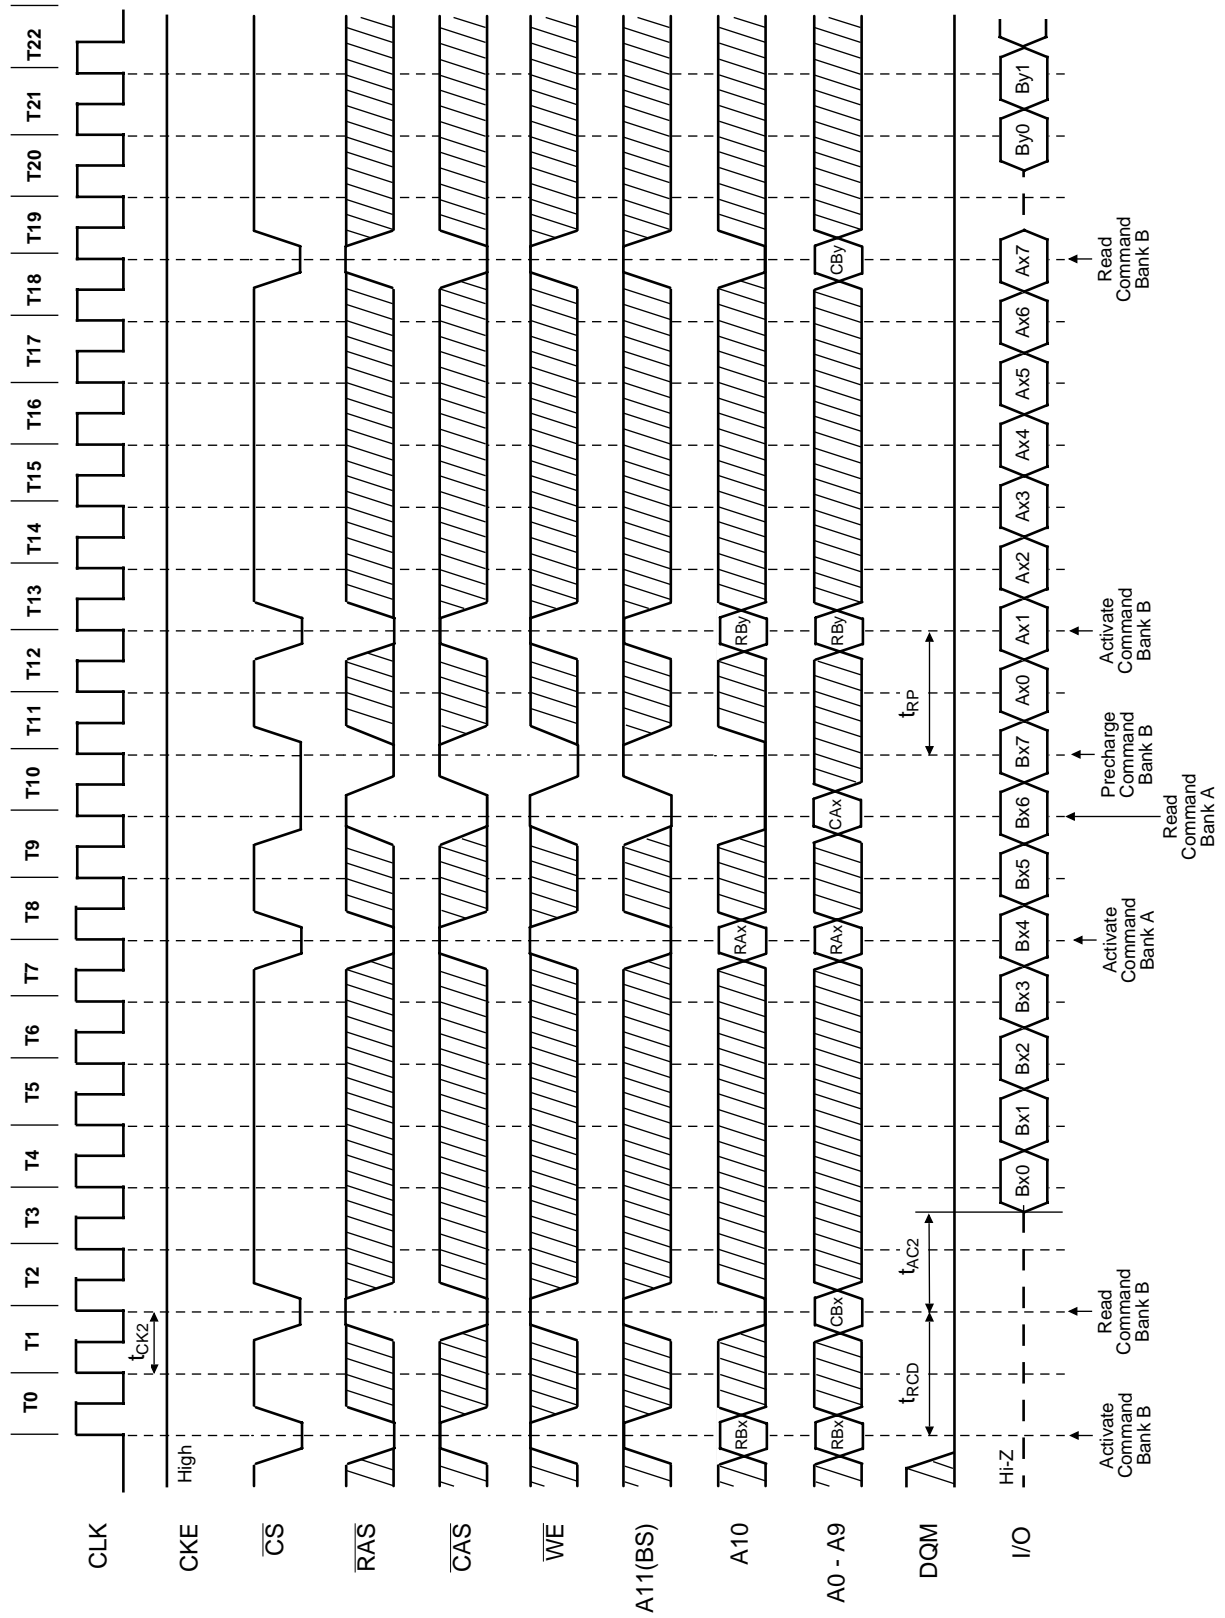 T0 T1 T2 T3 T4 T5 T6 T7 T8 T9 T10 T11 T12 T13 T14 T15 T16 T17 T18 T19 T20 T21 T22
CLK
tCK2
CKE
High
CS
RAS
CAS
WE
A11(BS)
A10
RBx RAx RBy
A0 - A9
RBx CBx RAx CAx RBy CBy
DQM
tRCD tAC2 tRP
I/O
Hi-Z
Bx0 Bx1 Bx2 Bx3 Bx4 Bx5 Bx6 Bx7 Ax0 Ax1 Ax2 Ax3 Ax4 Ax5 Ax6 Ax7 By0 By1
Activate
Command
Bank B
Read
Command
Bank B
Activate
Command
Bank A
Read
Command
Bank A
Precharge
Command
Bank B
Activate
Command
Bank B
Read
Command
Bank B